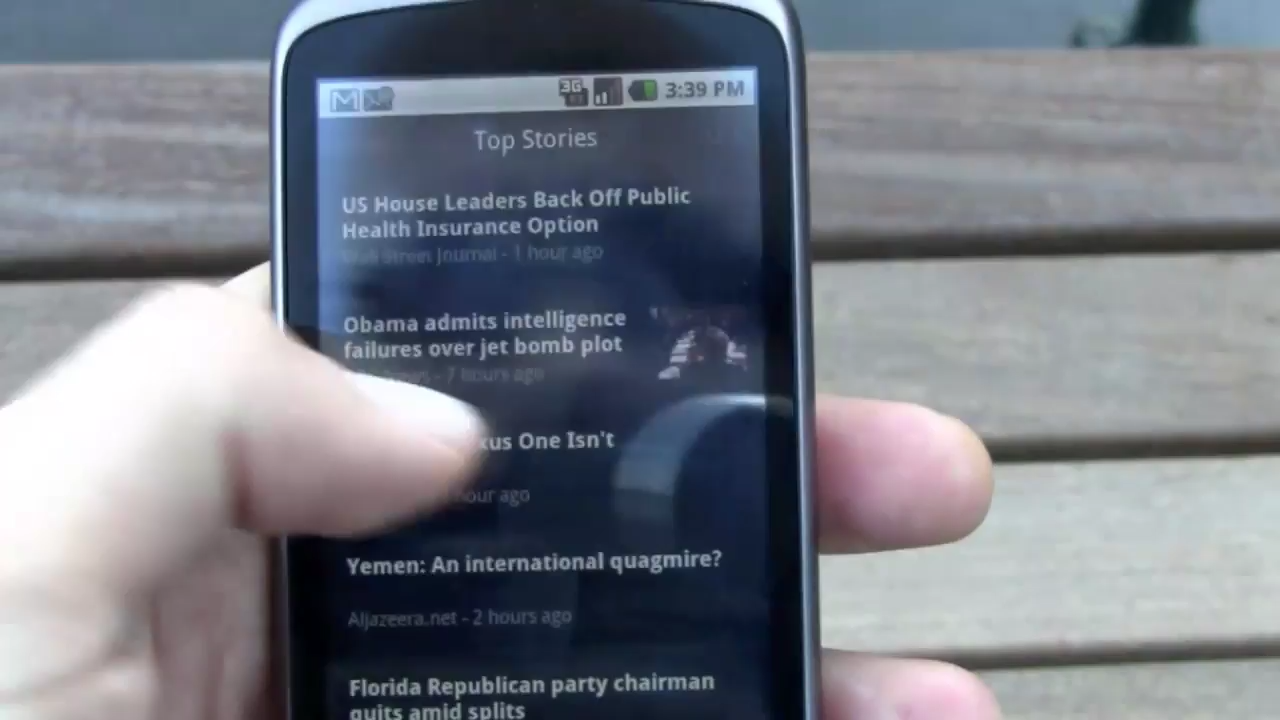 3G
3:39 PM
Top Stories
US House Leaders Back Off Public
Health Insurance Option
Wall Street Journal - 1 hour ago
Obama admits intelligence
failures over jet bomb plot
- 7 hours ago
One Isn't
hour ago
Yemen: An international quagmire?
Aljazeera.net - 2 hours ago
Florida Republican party chairman
quits amid splits